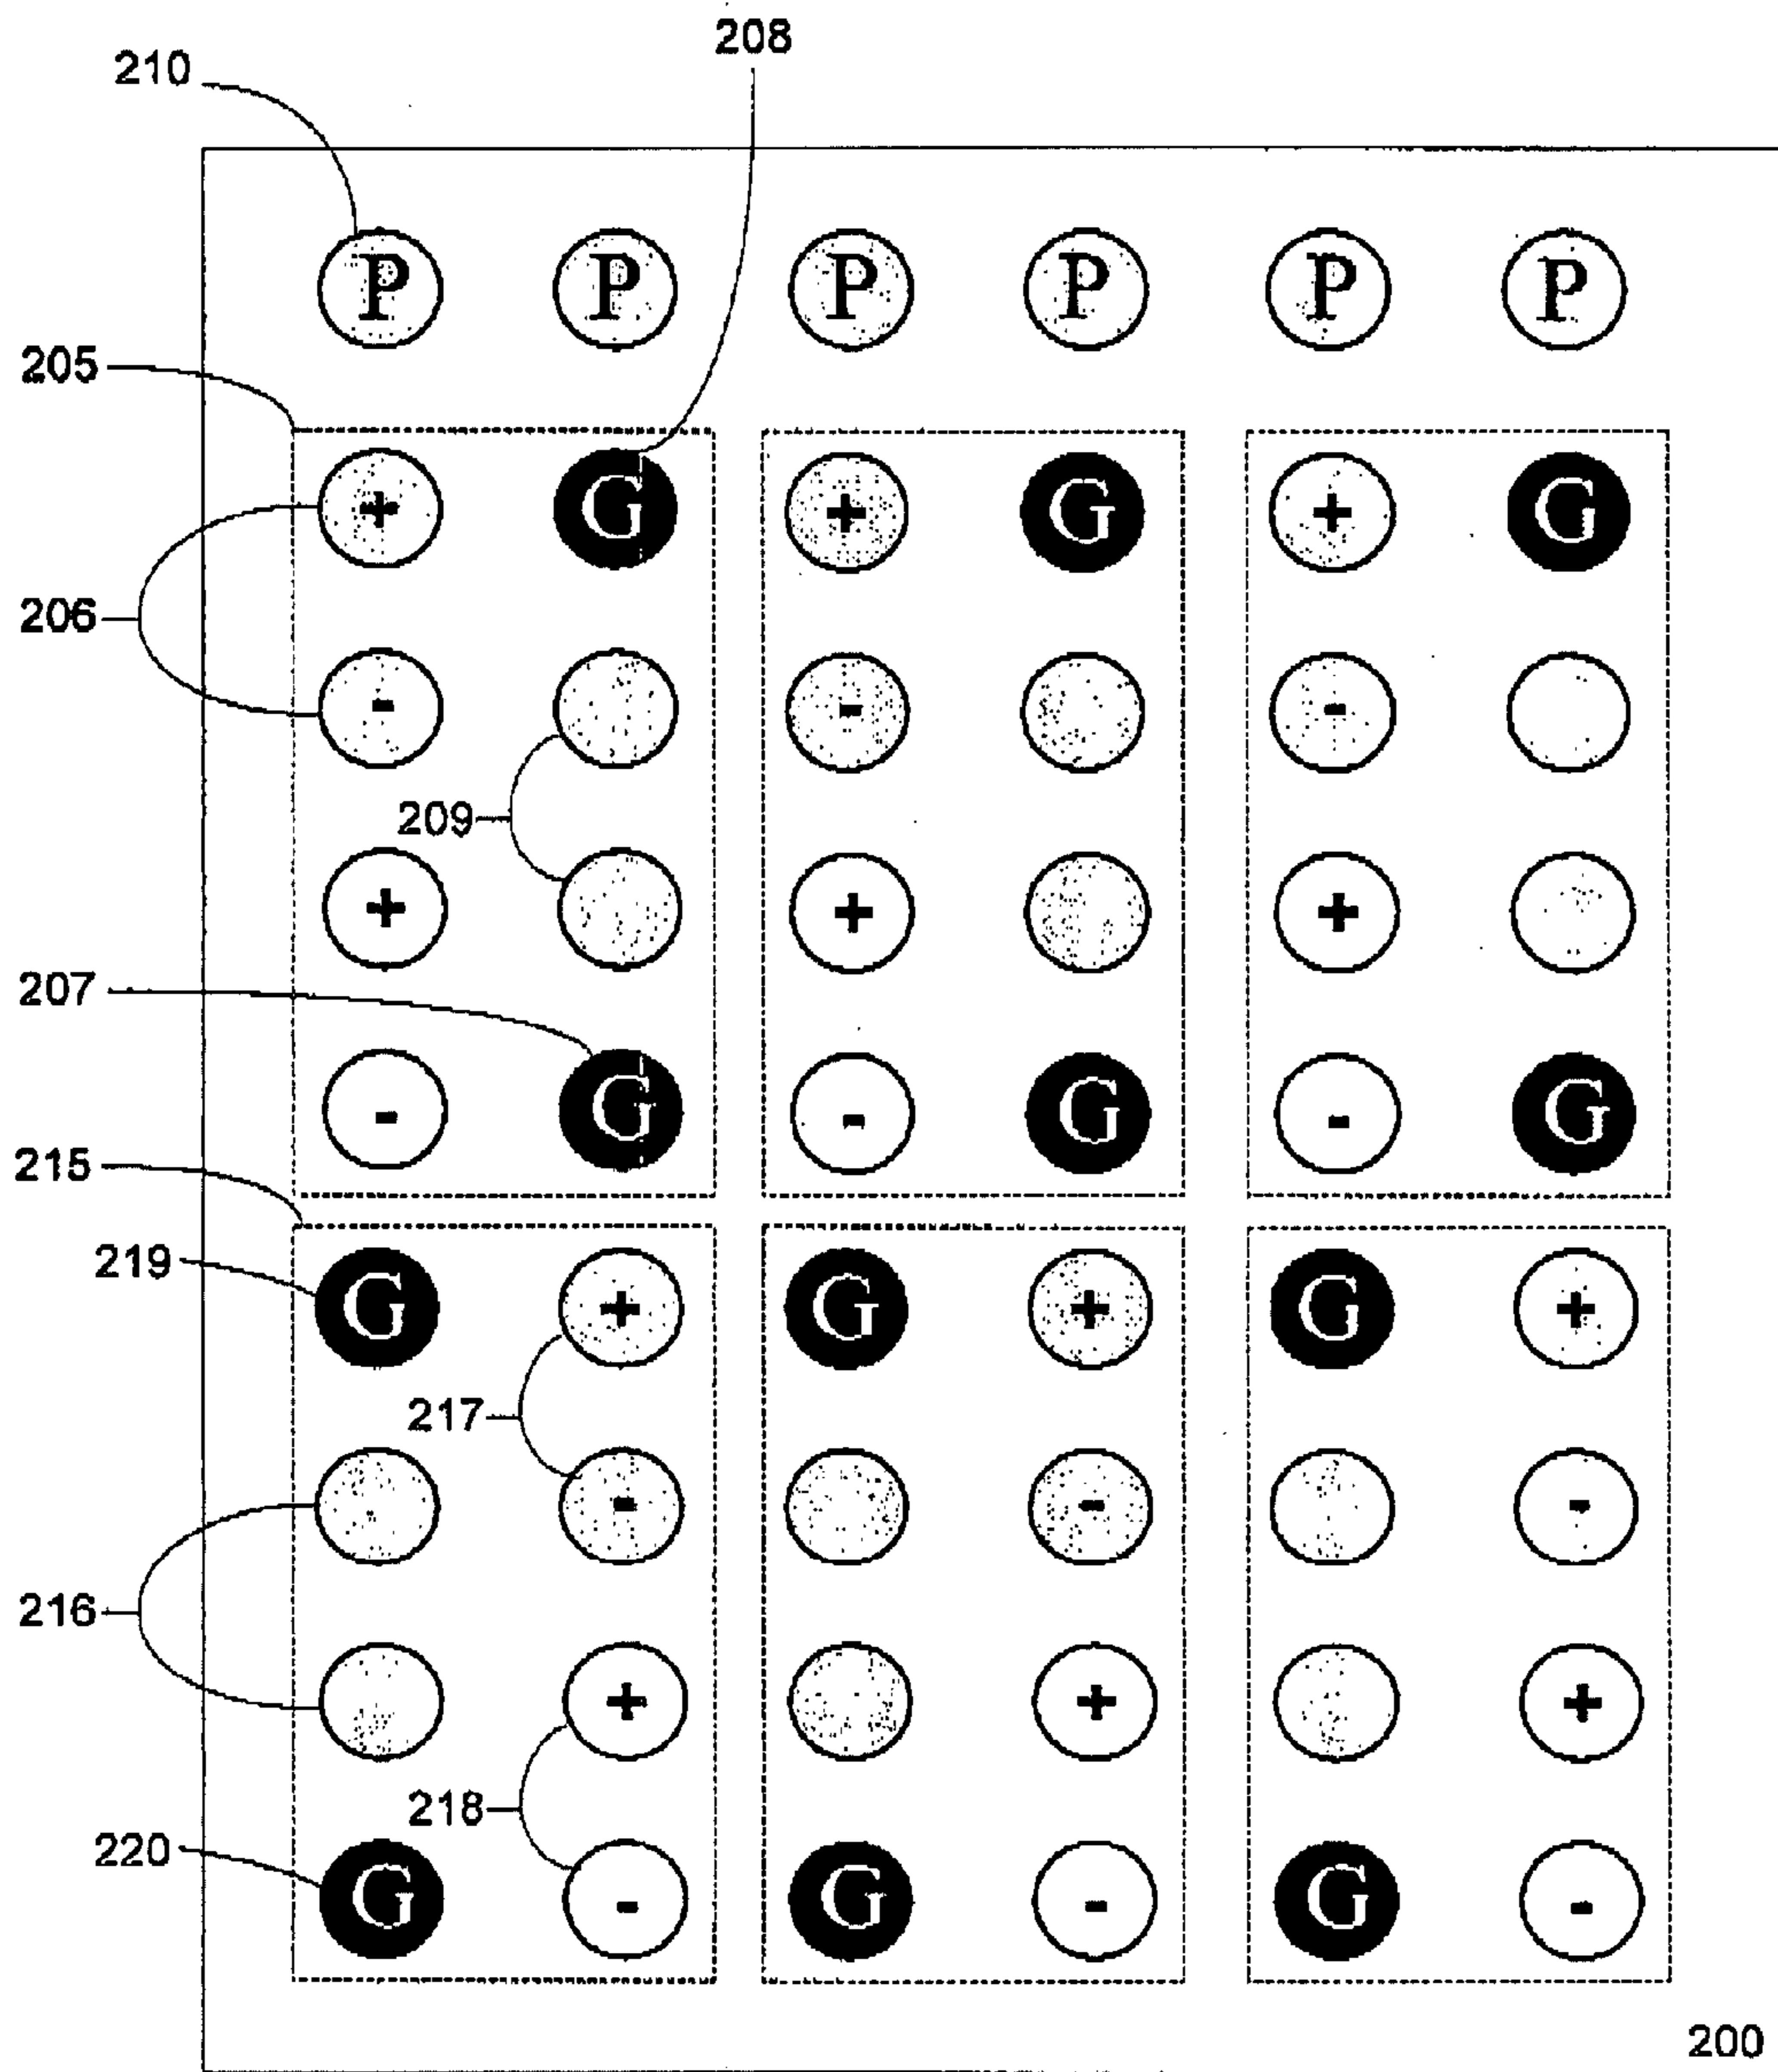 208
210
P P P P P P
205
+ G + G + G
206
- - -
209
+ + +
207
- G - G - G
215
219
G + G + G +
217
- - -
216
+ + +
218
220
G - G - G -
200